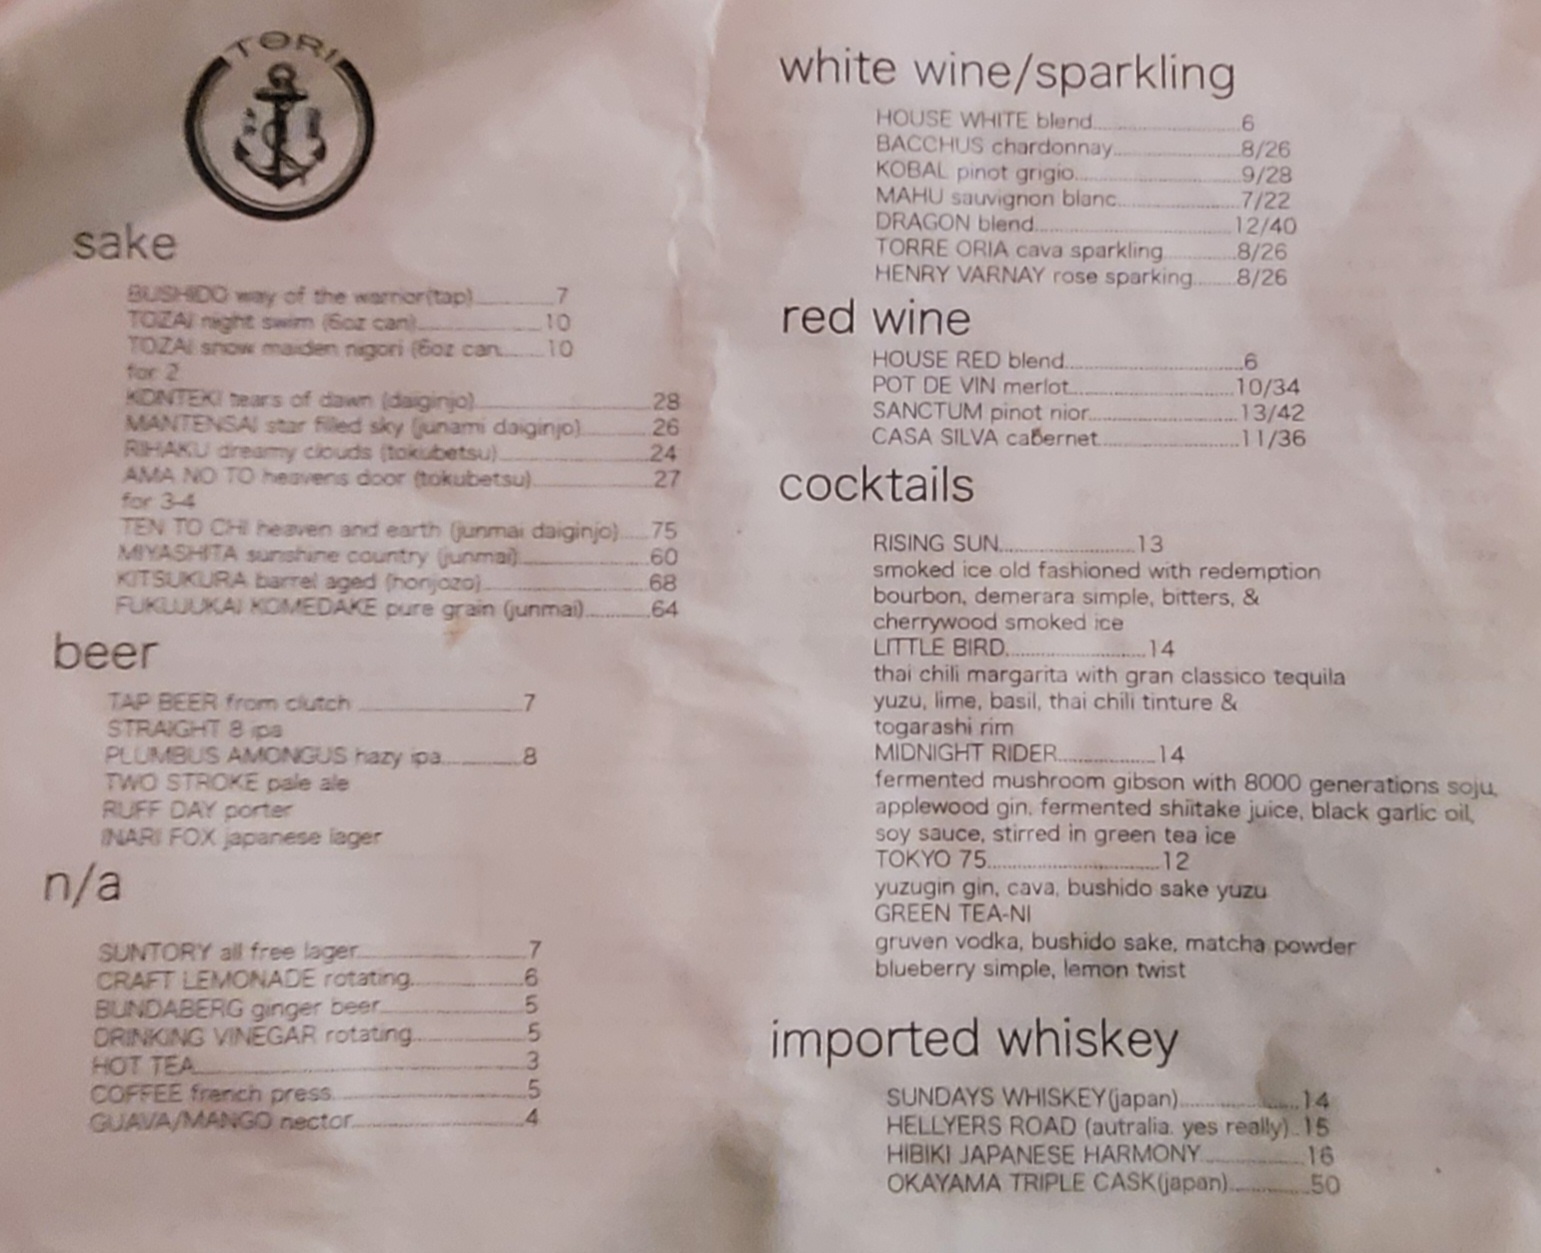 TORI
sake
BUSHIDO way of the warrior(tap)..........7
TOZAI night swim (6oz can)..........10
TOZAI snow maiden nigori (6oz can..........10
for 2
KONTEKI tears of dawn (daiginjo)..........28
MANTENSAI star filled sky (junami daiginjo)..........26
RIHAKU dreamy clouds (tokubetsu)..........24
AMA NO TO heavens door (tokubetsu)..........27
for 3-4
TEN TO CHI heaven and earth (junmai daiginjo).....75
MIYASHITA sunshine country (junmai)..........60
KITSUKURA barrel aged (honjozo)..........68
FUKUJUKAI KOMEDAKE pure grain (junmai)..........64
beer
TAP BEER from clutch ..........7
STRAIGHT 8 ipa
PLUMBUS AMONGUS hazy ipa..........8
TWO STROKE pale ale
RUFF DAY porter
INARI FOX japanese lager
n/a
SUNTORY all free lager..........7
CRAFT LEMONADE rotating..........6
BUNDABERG ginger beer..........5
DRINKING VINEGAR rotating..........5
HOT TEA..........3
COFFEE french press..........5
GUAVA/MANGO nector..........4
white wine/sparkling
HOUSE WHITE blend..........6
BACCHUS chardonnay..........8/26
KOBAL pinot grigio..........9/28
MAHU sauvignon blanc..........7/22
DRAGON blend..........12/40
TORRE ORIA cava sparkling..........8/26
HENRY VARNAY rose sparking..........8/26
red wine
HOUSE RED blend..........6
POT DE VIN merlot..........10/34
SANCTUM pinot nior..........13/42
CASA SILVA cabernet..........11/36
cocktails
RISING SUN..........13
smoked ice old fashioned with redemption
bourbon, demerara simple, bitters, &
cherrywood smoked ice
LITTLE BIRD..........14
thai chili margarita with gran classico tequila
yuzu, lime, basil, thai chili tinture &
togarashi rim
MIDNIGHT RIDER..........14
fermented mushroom gibson with 8000 generations soju,
applewood gin, fermented shiitake juice, black garlic oil,
soy sauce, stirred in green tea ice
TOKYO 75..........12
yuzugin gin, cava, bushido sake yuzu
GREEN TEA-NI
gruven vodka, bushido sake, matcha powder
blueberry simple, lemon twist
imported whiskey
SUNDAYS WHISKEY(japan)..........14
HELLYERS ROAD (autralia. yes really)..15
HIBIKI JAPANESE HARMONY..........16
OKAYAMA TRIPLE CASK(japan)..........50